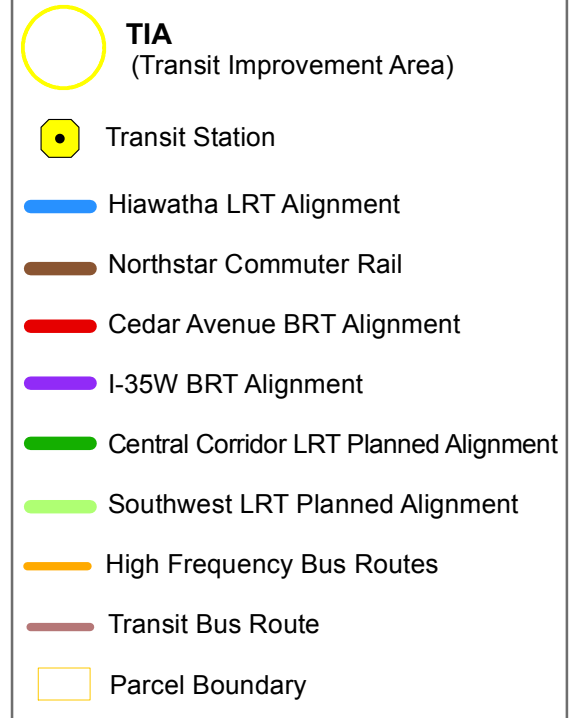 TIA
(Transit Improvement Area)
Transit Station
Hiawatha LRT Alignment
Northstar Commuter Rail
Cedar Avenue BRT Alignment
I-35W BRT Alignment
Central Corridor LRT Planned Alignment
Southwest LRT Planned Alignment
High Frequency Bus Routes
Transit Bus Route
Parcel Boundary